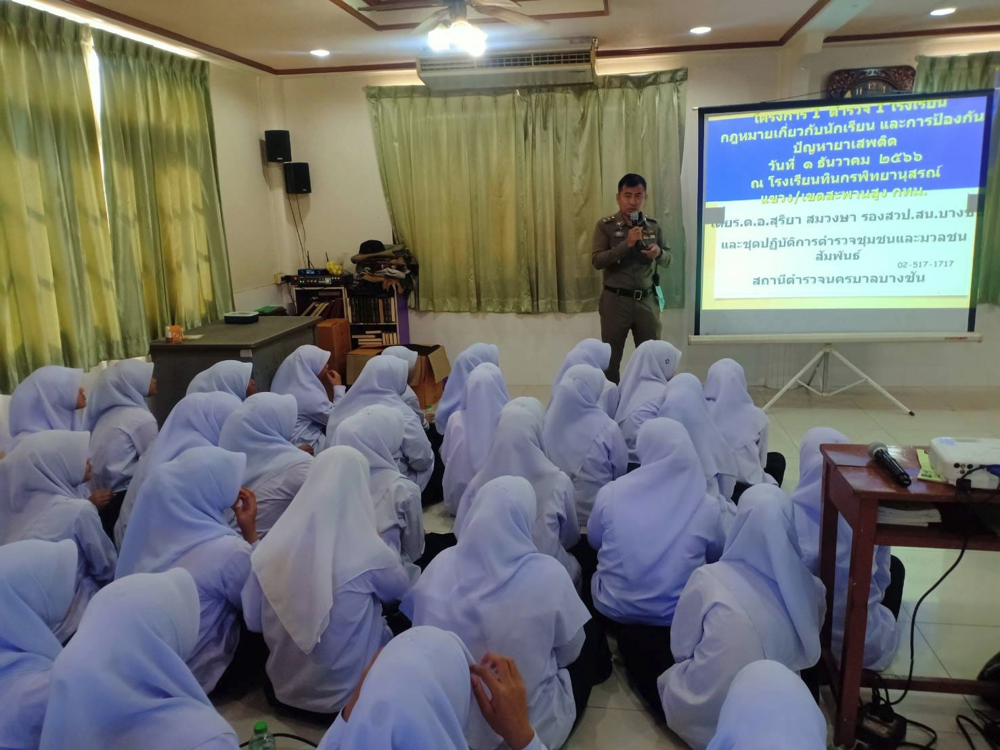 โครงการ 1 ตำรวจ 1 โรงเรียน
กฎหมายเกี่ยวกับนักเรียน และการป้องกัน
ปัญหายาเสพติด
วันที่ ๑ ธันวาคม ๒๕๖๖
ณ โรงเรียนทินกรพิทยานุสรณ์
แขวง/เขตสะพานสูง กทม.
โดยร.ต.อ.สุริยา สมวงษา รองสวป.สน.บางชั
และชุดปฏิบัติการตำรวจชุมชนและมวลชน
สัมพันธ์
02-517-1717
สถานีตำรวจนครบาลบางชัน